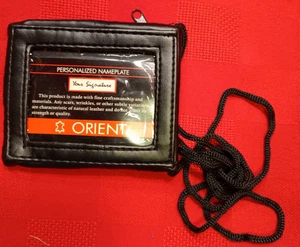 PERSONALIZED NAMEPLATE
Your Signature
This product is made with fine craftsmanship and
materials. Any scars, wrinkles, or other subtle
are characteristic of natural leather and do
strength or quality.
ORIENT